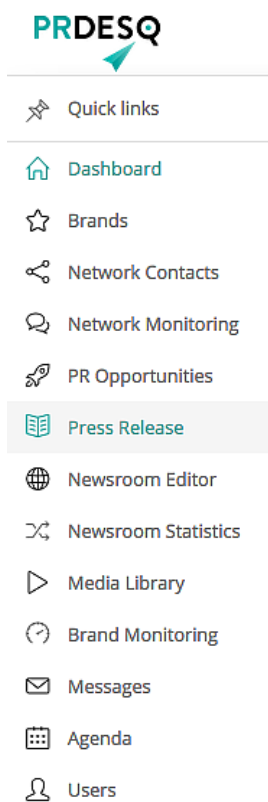 PRDESQ
Quick links
Dashboard
Brands
Network Contacts
Network Monitoring
PR Opportunities
Press Release
Newsroom Editor
Newsroom Statistics
Media Library
Brand Monitoring
Messages
Agenda
Users